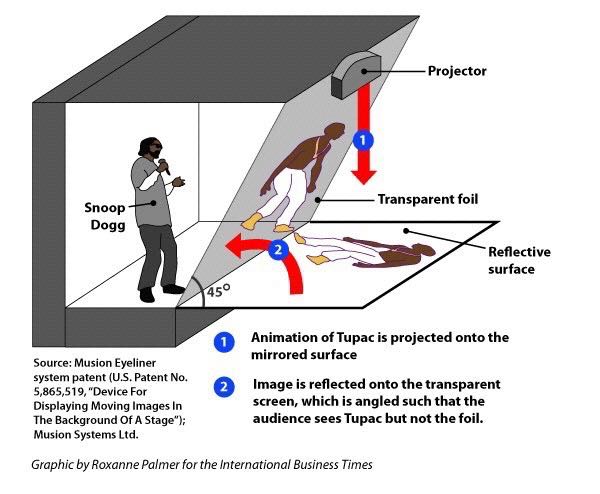 Projector
1
Transparent foil
Snoop
Dogg
Reflective
surface
2
45°
1 Animation of Tupac is projected onto the
mirrored surface
2 Image is reflected onto the transparent
screen, which is angled such that the
audience sees Tupac but not the foil.
Source: Musion Eyeliner
system patent (U.S. Patent No.
5,865,519, “Device For
Displaying Moving Images In
The Background Of A Stage”);
Musion Systems Ltd.
Graphic by Roxanne Palmer for the International Business Times